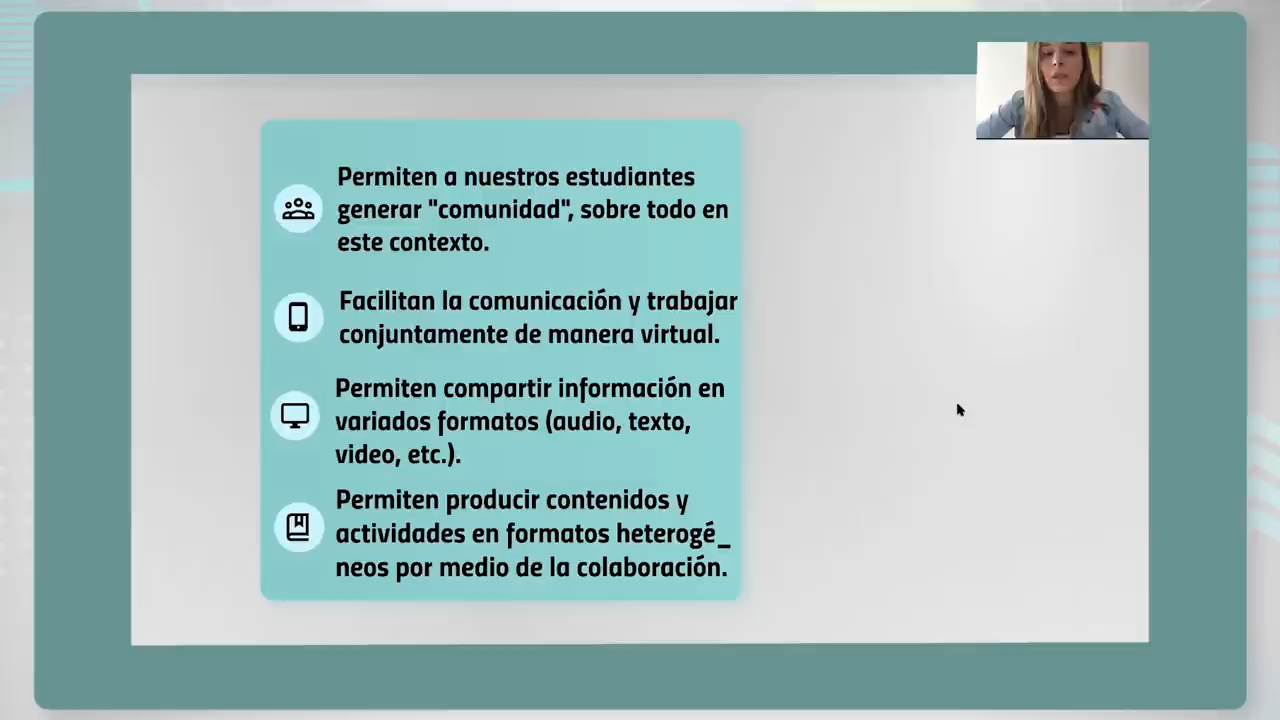 Permiten a nuestros estudiantes
generar "comunidad", sobre todo en
este contexto.
Facilitan la comunicación y trabajar
conjuntamente de manera virtual.
Permiten compartir información en
variados formatos (audio, texto,
video, etc.).
Permiten producir contenidos y
actividades en formatos heterogé_
neos por medio de la colaboración.